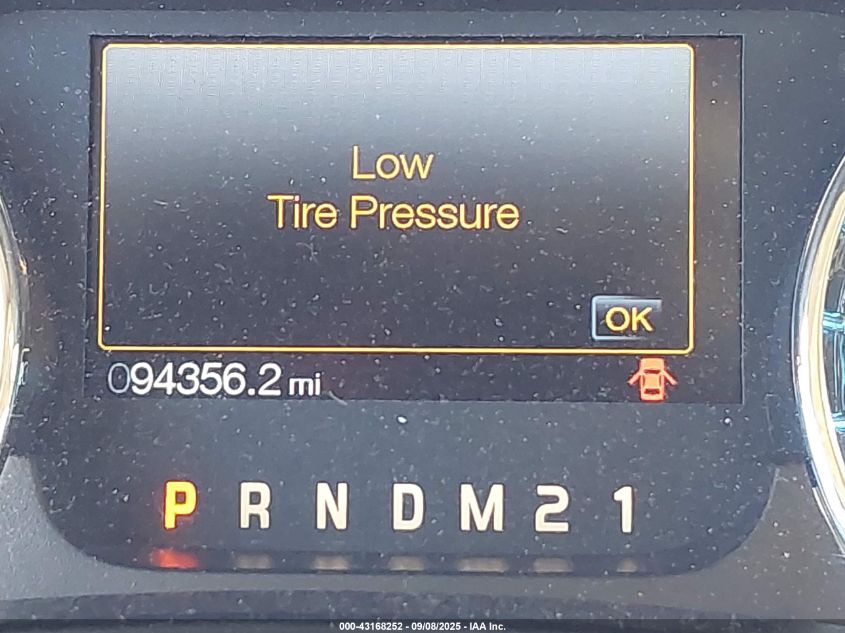 Low
Tire Pressure
OK
094356.2 mi
P R N D M 2 1
000-43168252 - 09/08/2025 - IAA Inc.